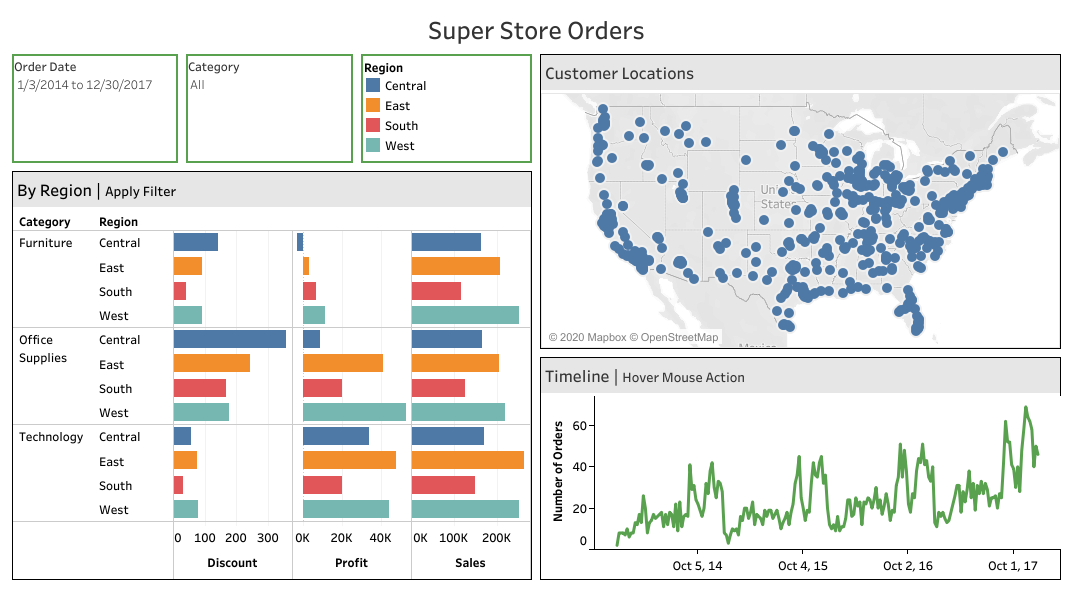 Super Store Orders
Order Date
1/3/2014 to 12/30/2017
Category
All
Region
Central
East
South
West
By Region | Apply Filter
Category Region
Furniture Central
East
South
West
Office Supplies Central
East
South
West
Technology Central
East
South
West
0 100 200 300 0K 20K 40K 0K 100K 200K
Discount Profit Sales
Customer Locations
United States
© 2020 Mapbox © OpenStreetMap
Timeline | Hover Mouse Action
Number of Orders
60
40
20
0
Oct 5, 14 Oct 4, 15 Oct 2, 16 Oct 1, 17